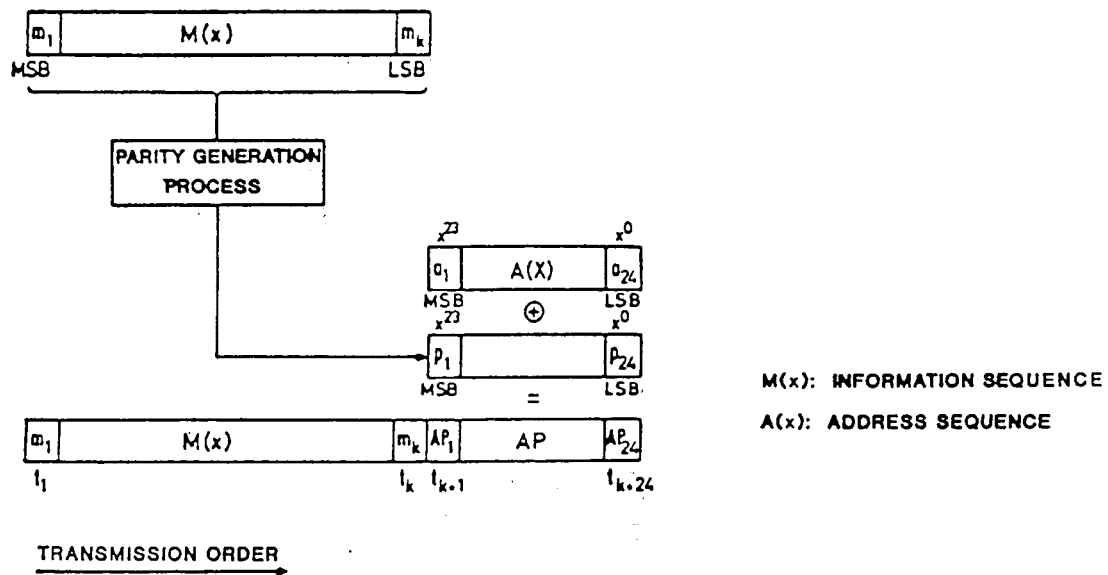 m₁ M(x) mₖ
MSB LSB
PARITY GENERATION
PROCESS
x²³ x⁰
a₁ A(X) a₂₄
MSB LSB
⊕
x²³ x⁰
p₁ p₂₄
MSB LSB
=
M(x): INFORMATION SEQUENCE
A(x): ADDRESS SEQUENCE
m₁ M(x) mₖ AP₁ AP AP₂₄
t₁ tₖ tₖ₊₁ tₖ₊₂₄
TRANSMISSION ORDER